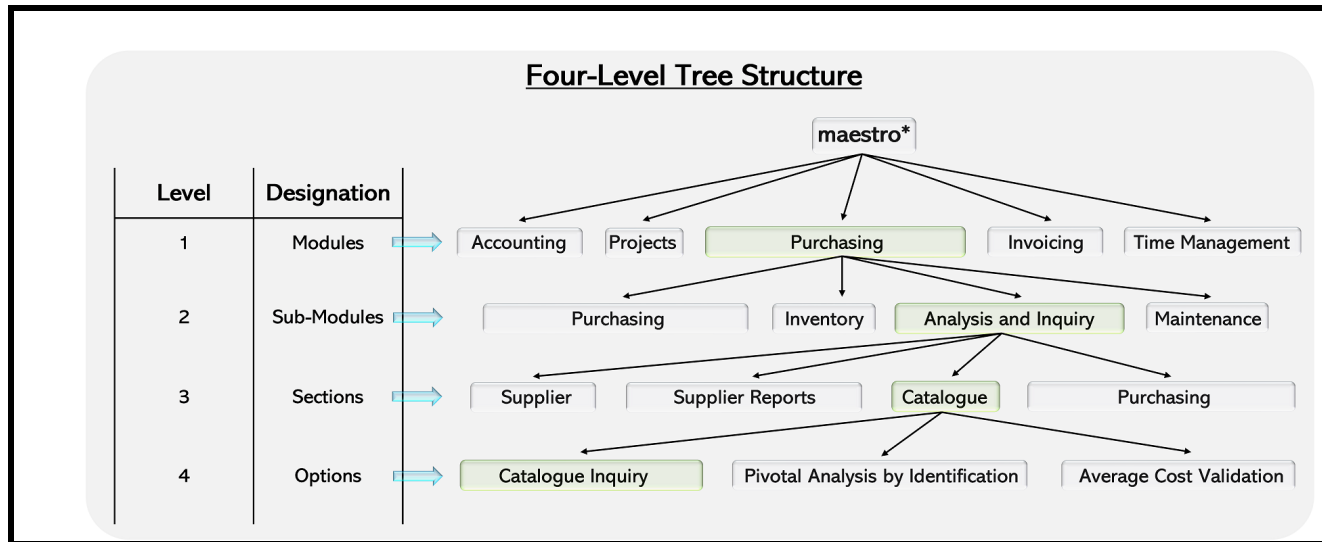 Four-Level Tree Structure
maestro*
Level Designation
1 Modules Accounting Projects Purchasing Invoicing Time Management
2 Sub-Modules Purchasing Inventory Analysis and Inquiry Maintenance
3 Sections Supplier Supplier Reports Catalogue Purchasing
4 Options Catalogue Inquiry Pivotal Analysis by Identification Average Cost Validation